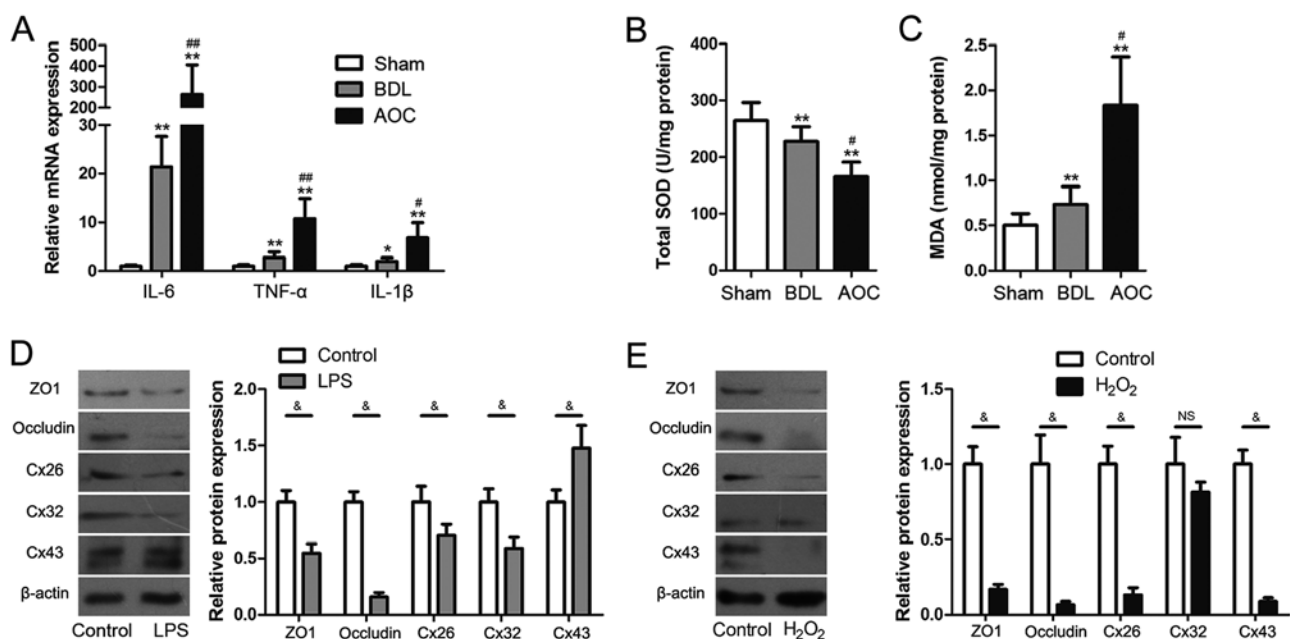 A
Relative mRNA expression
500
400
300
200
100
20
10
0
Sham
BDL
AOC
** ## **
** ## **
* # **
IL-6 TNF-α IL-1β
B
Total SOD (U/mg protein)
400
300
200
100
0
** # **
Sham BDL AOC
C
MDA (nmol/mg protein)
2.5
2.0
1.5
1.0
0.5
0.0
** # **
Sham BDL AOC
D
ZO1
Occludin
Cx26
Cx32
Cx43
β-actin
Control LPS
Control
LPS
Relative protein expression
2.0
1.5
1.0
0.5
0.0
& & & & &
ZO1 Occludin Cx26 Cx32 Cx43
E
ZO1
Occludin
Cx26
Cx32
Cx43
β-actin
Control H₂O₂
Control
H₂O₂
Relative protein expression
1.5
1.0
0.5
0.0
& & & NS &
ZO1 Occludin Cx26 Cx32 Cx43